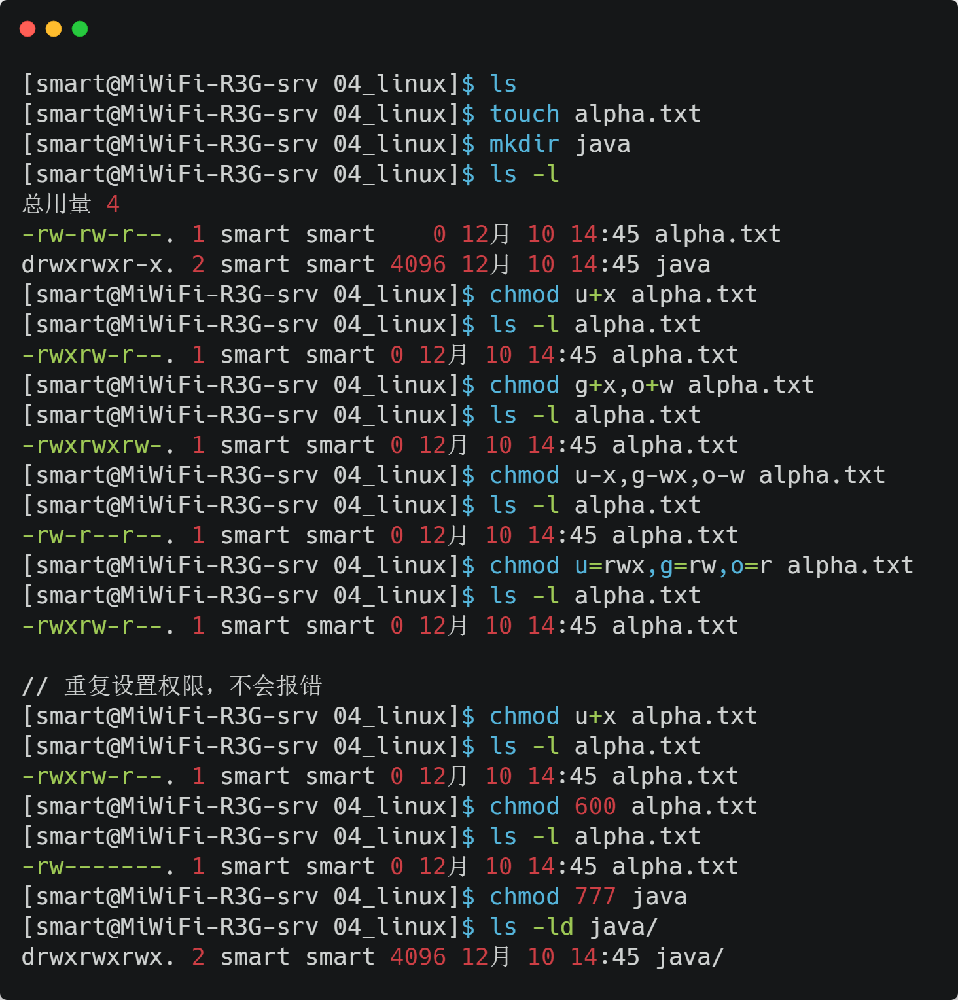 [smart@MiWiFi-R3G-srv 04_linux]$ ls
[smart@MiWiFi-R3G-srv 04_linux]$ touch alpha.txt
[smart@MiWiFi-R3G-srv 04_linux]$ mkdir java
[smart@MiWiFi-R3G-srv 04_linux]$ ls -l
总用量 4
-rw-rw-r--. 1 smart smart    0 12月 10 14:45 alpha.txt
drwxrwxr-x. 2 smart smart 4096 12月 10 14:45 java
[smart@MiWiFi-R3G-srv 04_linux]$ chmod u+x alpha.txt
[smart@MiWiFi-R3G-srv 04_linux]$ ls -l alpha.txt
-rwxrw-r--. 1 smart smart 0 12月 10 14:45 alpha.txt
[smart@MiWiFi-R3G-srv 04_linux]$ chmod g+x,o+w alpha.txt
[smart@MiWiFi-R3G-srv 04_linux]$ ls -l alpha.txt
-rwxrwxrw-. 1 smart smart 0 12月 10 14:45 alpha.txt
[smart@MiWiFi-R3G-srv 04_linux]$ chmod u-x,g-wx,o-w alpha.txt
[smart@MiWiFi-R3G-srv 04_linux]$ ls -l alpha.txt
-rw-r--r--. 1 smart smart 0 12月 10 14:45 alpha.txt
[smart@MiWiFi-R3G-srv 04_linux]$ chmod u=rwx,g=rw,o=r alpha.txt
[smart@MiWiFi-R3G-srv 04_linux]$ ls -l alpha.txt
-rwxrw-r--. 1 smart smart 0 12月 10 14:45 alpha.txt
// 重复设置权限，不会报错
[smart@MiWiFi-R3G-srv 04_linux]$ chmod u+x alpha.txt
[smart@MiWiFi-R3G-srv 04_linux]$ ls -l alpha.txt
-rwxrw-r--. 1 smart smart 0 12月 10 14:45 alpha.txt
[smart@MiWiFi-R3G-srv 04_linux]$ chmod 600 alpha.txt
[smart@MiWiFi-R3G-srv 04_linux]$ ls -l alpha.txt
-rw-------. 1 smart smart 0 12月 10 14:45 alpha.txt
[smart@MiWiFi-R3G-srv 04_linux]$ chmod 777 java
[smart@MiWiFi-R3G-srv 04_linux]$ ls -ld java/
drwxrwxrwx. 2 smart smart 4096 12月 10 14:45 java/